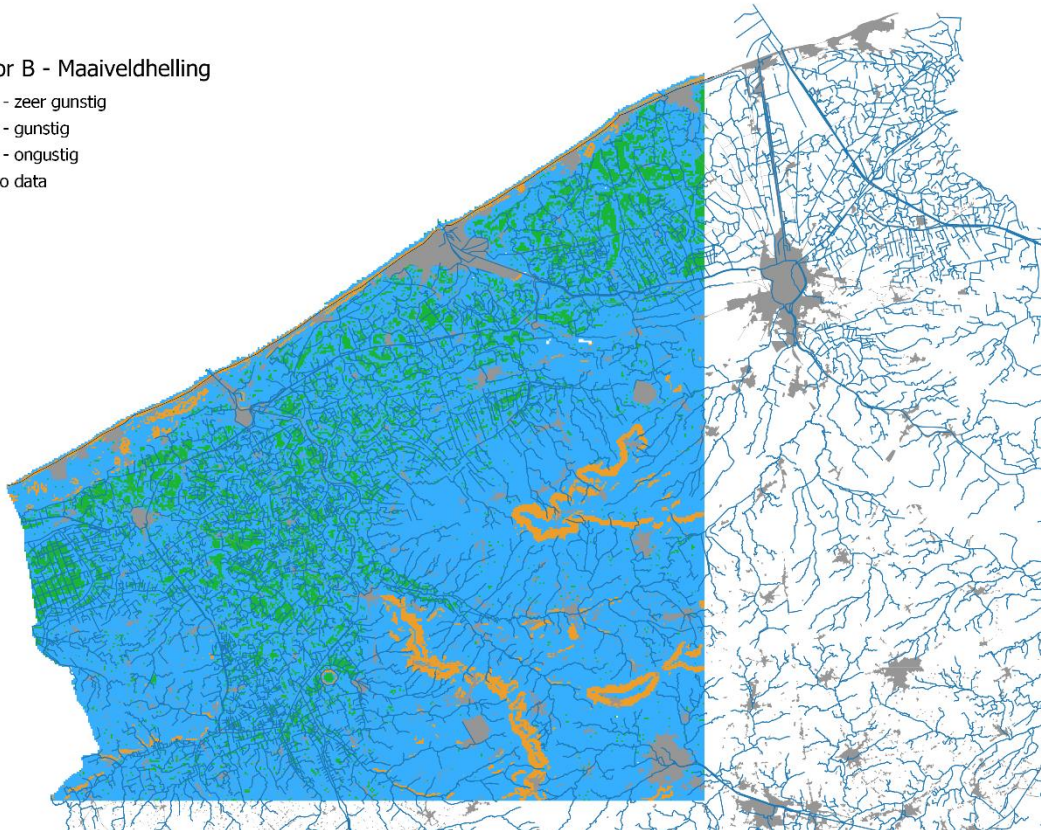 or B - Maaiveldhelling
- zeer gunstig
- gunstig
- ongustig
o data